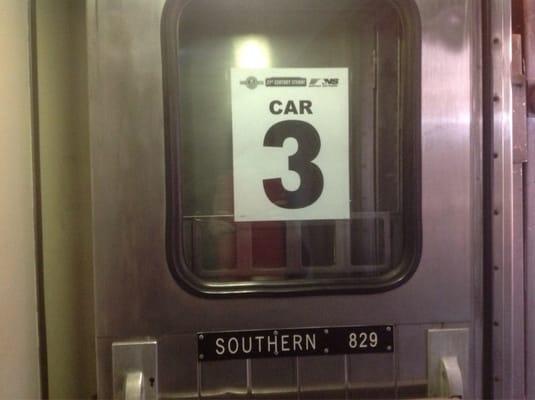 21ST CENTURY STEAM
NS
CAR
3
SOUTHERN 829